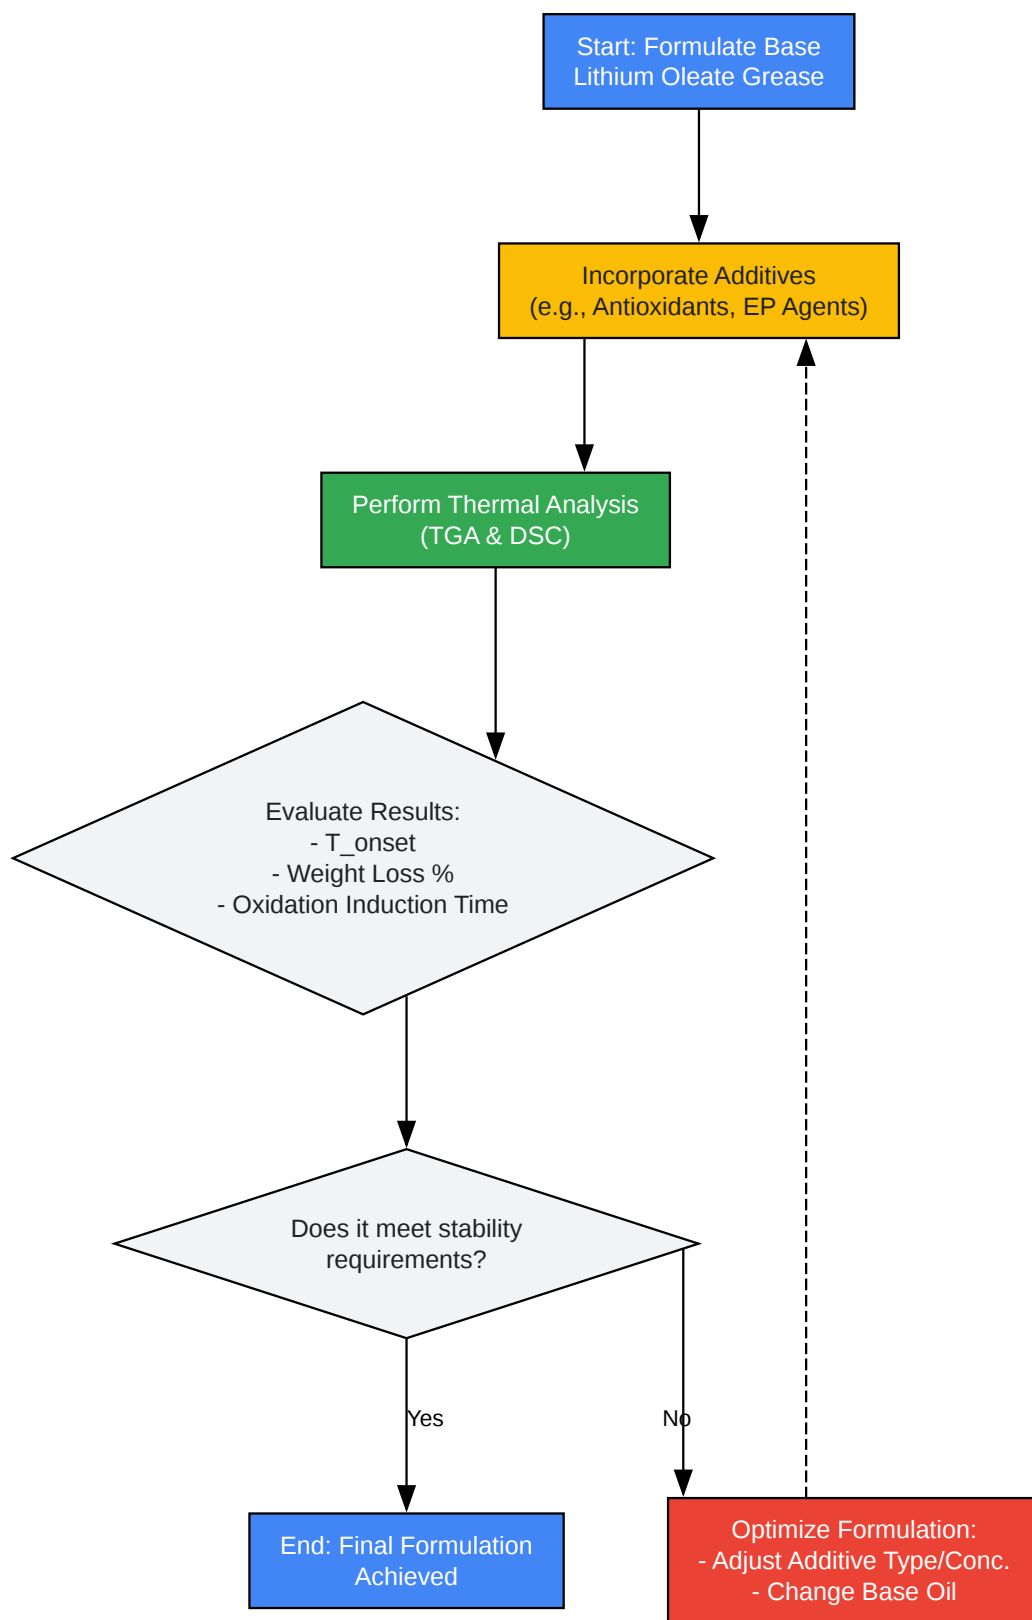 Start: Formulate Base
Lithium Oleate Grease
Incorporate Additives
(e.g., Antioxidants, EP Agents)
Perform Thermal Analysis
(TGA & DSC)
Evaluate Results:
- T_onset
- Weight Loss %
- Oxidation Induction Time
Does it meet stability
requirements?
Yes
No
End: Final Formulation
Achieved
Optimize Formulation:
- Adjust Additive Type/Conc.
- Change Base Oil